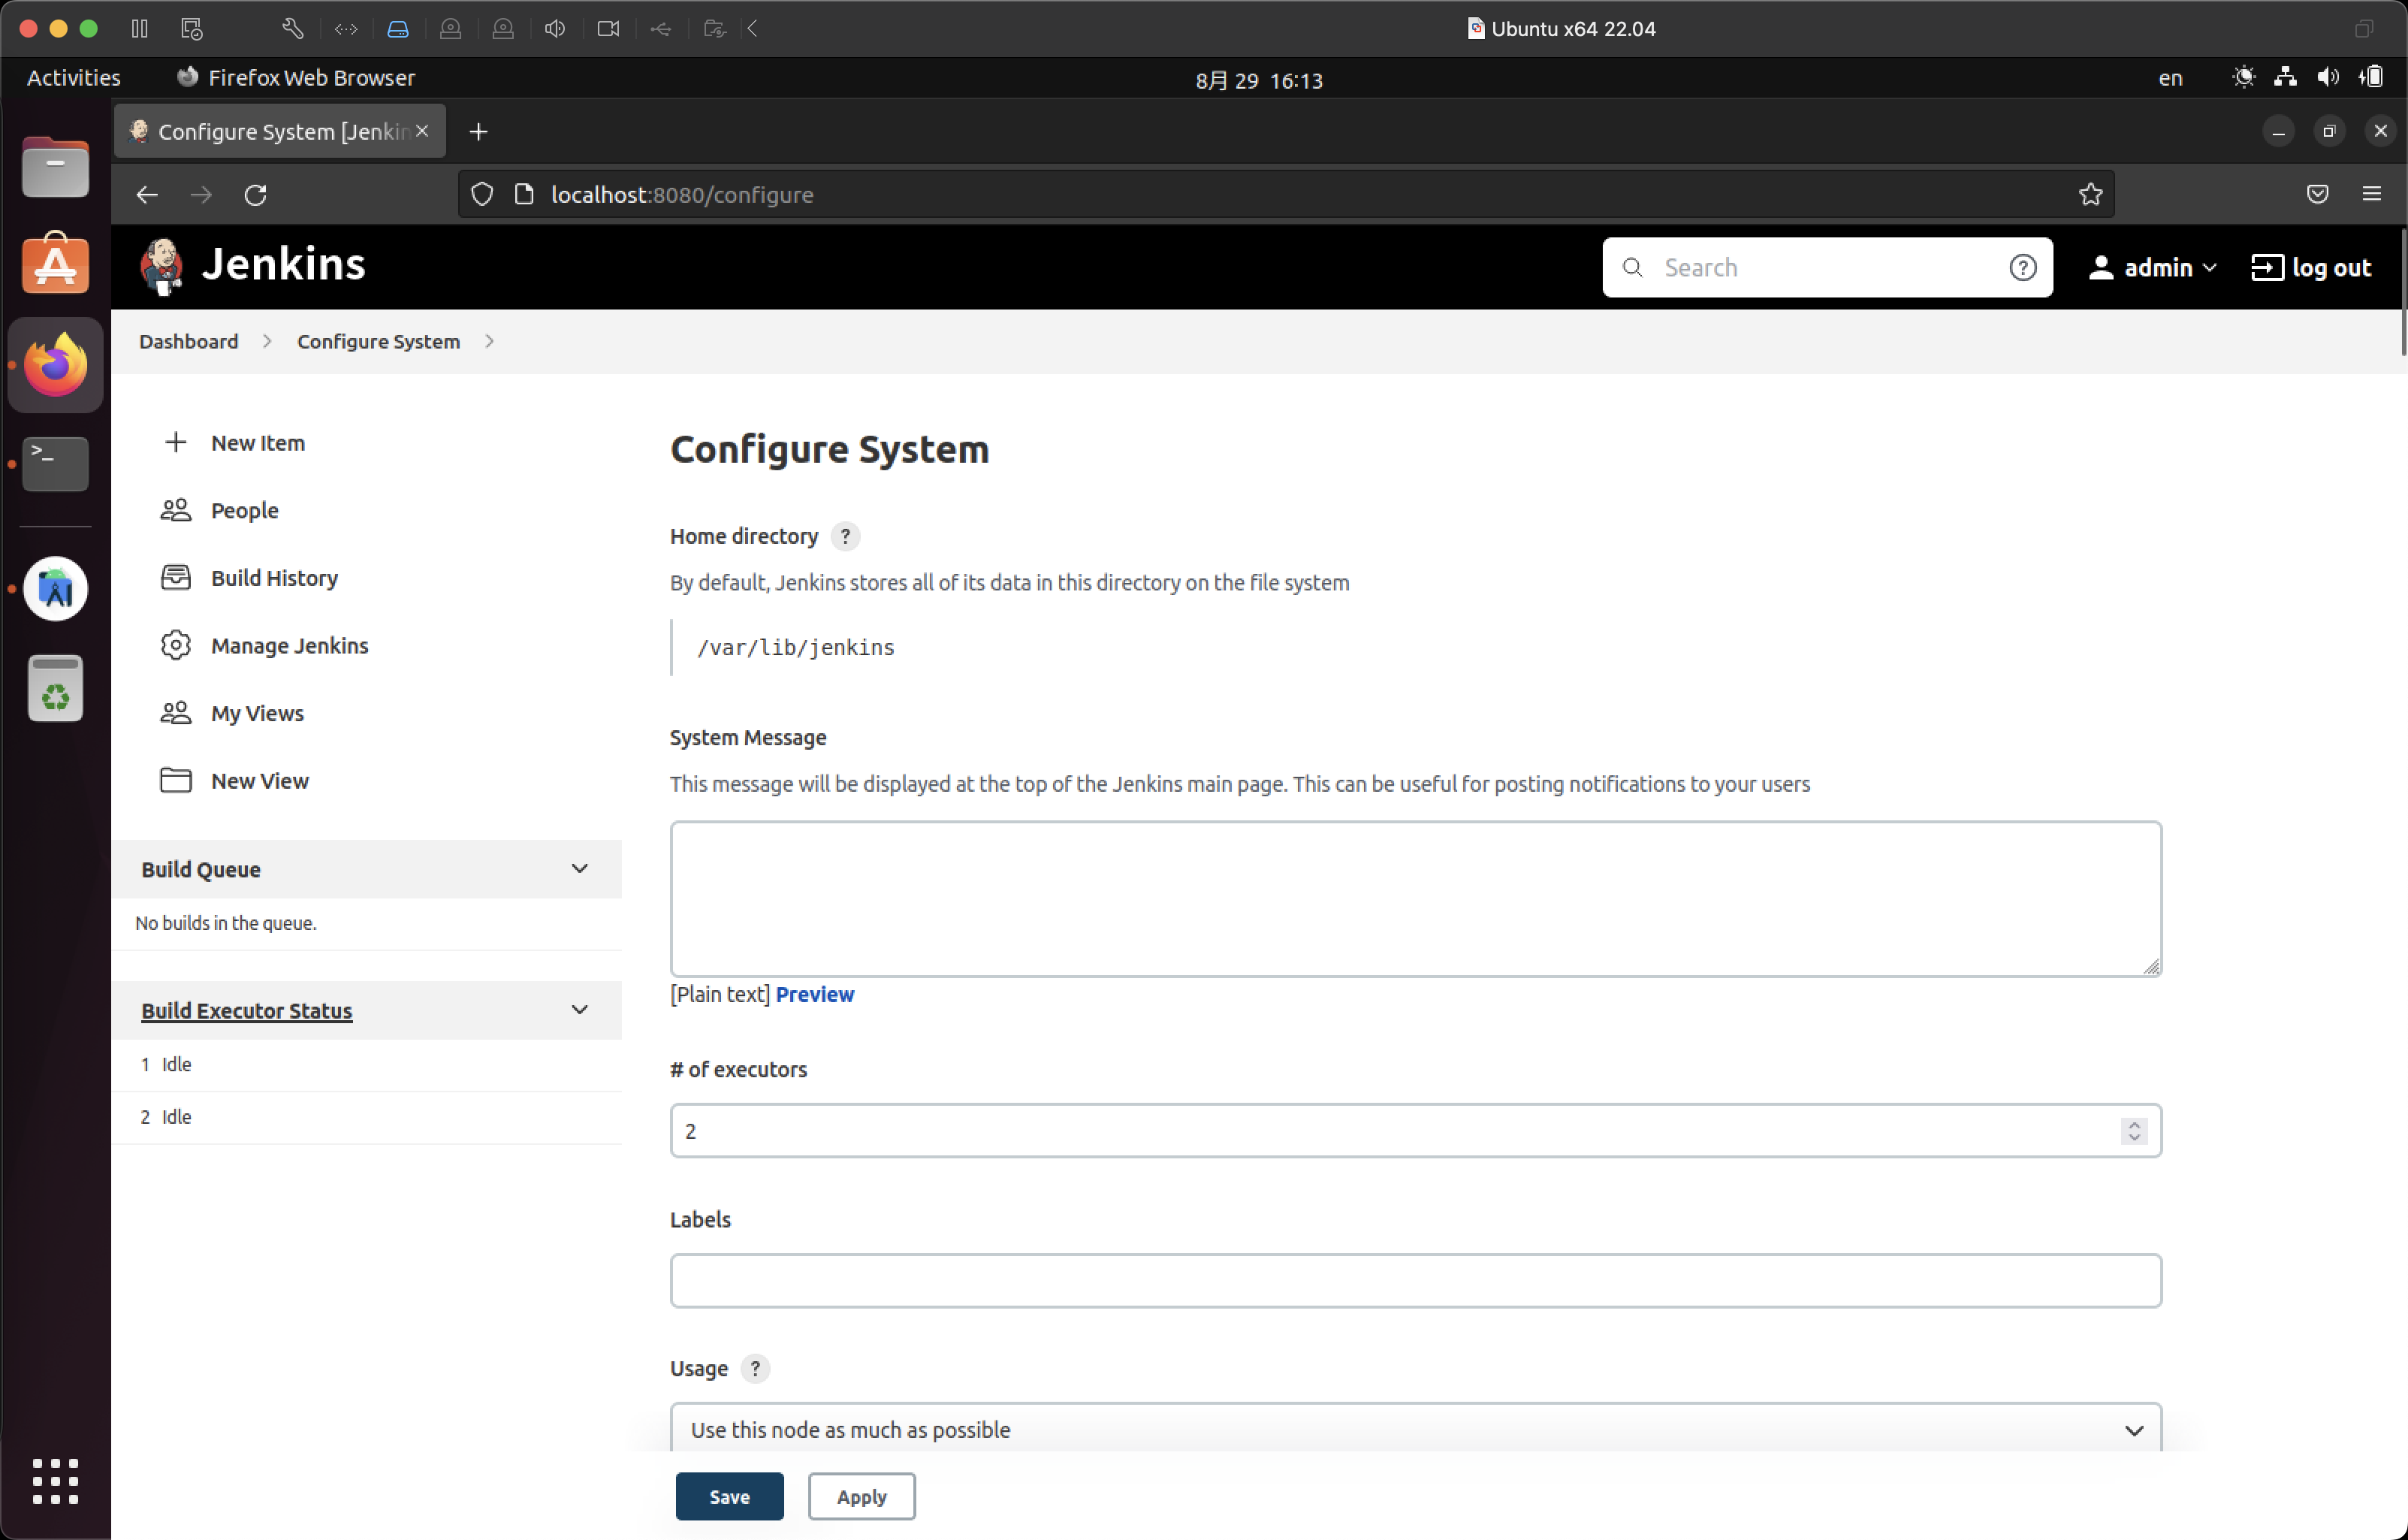 Ubuntu x64 22.04
Activities
Firefox Web Browser
8月 29 16:13
en
Configure System [Jenkin
localhost:8080/configure
Jenkins
Search
admin
log out
Dashboard
Configure System
New Item
People
Build History
Manage Jenkins
My Views
New View
Build Queue
No builds in the queue.
Build Executor Status
1 Idle
2 Idle
Configure System
Home directory ?
By default, Jenkins stores all of its data in this directory on the file system
/var/lib/jenkins
System Message
This message will be displayed at the top of the Jenkins main page. This can be useful for posting notifications to your users
[Plain text] Preview
# of executors
2
Labels
Usage ?
Use this node as much as possible
Save
Apply